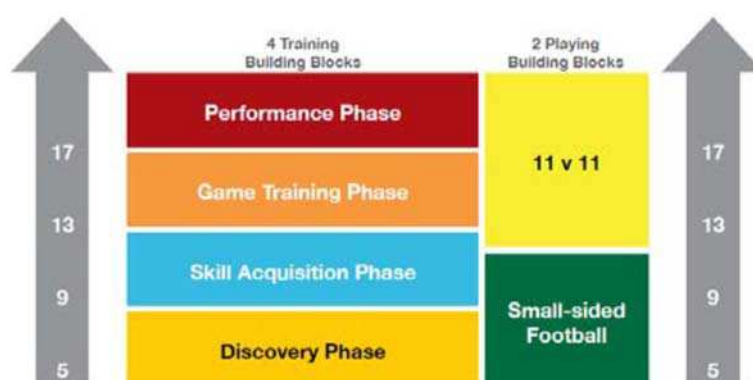 4 Training
Building Blocks
2 Playing
Building Blocks
Performance Phase
17
11 v 11
17
Game Training Phase
13
13
Skill Acquisition Phase
9
Small-sided
Football
9
Discovery Phase
5
5